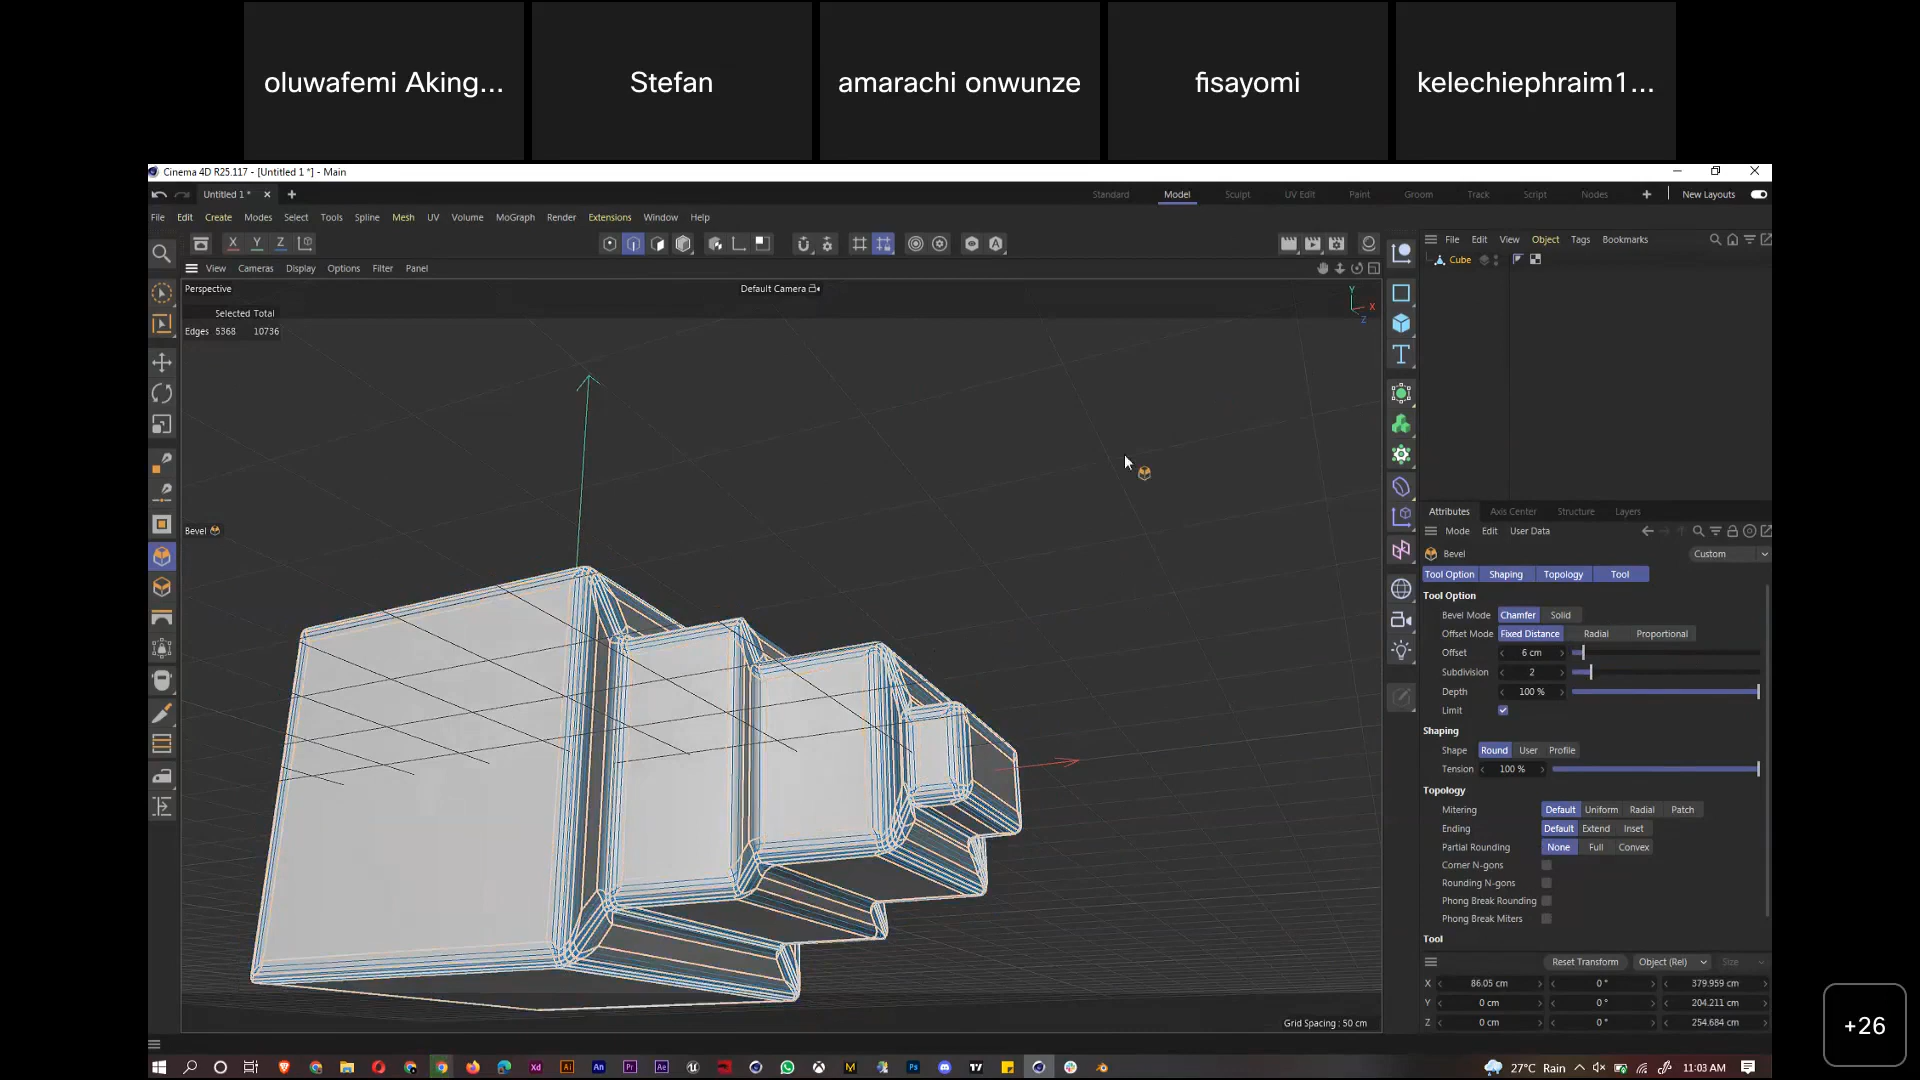 oluwafemi Aking...
Stefan
amarachi onwunze
fisayomi
kelechiephraim1...
Cinema 4D R25.117 - [Untitled 1 *] - Main
Untitled 1 *
Standard
Model
Sculpt
UV Edit
Paint
Groom
Track
Script
Nodes
New Layouts
File Edit Create Modes Select Tools Spline Mesh UV Volume MoGraph Render Extensions Window Help
X Y Z
File Edit View Object Tags Bookmarks
Cube
View Cameras Display Options Filter Panel
Perspective
Default Camera
Y
X
Z
Selected Total
Edges 5368 10736
Bevel
Attributes Axis Center Structure Layers
Mode Edit User Data
Bevel
Custom
Tool Option Shaping Topology Tool
Tool Option
Bevel Mode Chamfer Solid
Offset Mode Fixed Distance Radial Proportional
Offset 6 cm
Subdivision 2
Depth 100 %
Limit
Shaping
Shape Round User Profile
Tension 100 %
Topology
Mitering Default Uniform Radial Patch
Ending Default Extend Inset
Partial Rounding None Full Convex
Corner N-gons
Rounding N-gons
Phong Break Rounding
Phong Break Miters
Tool
Reset Transform Object (Rel) Size
X 86.05 cm 0 ° 379.959 cm
Y 0 cm 0 ° 204.211 cm
Z 0 cm 0 ° 254.684 cm
Grid Spacing : 50 cm
+26
Xd Ai An Pr Ae Ps
27°C Rain
11:03 AM